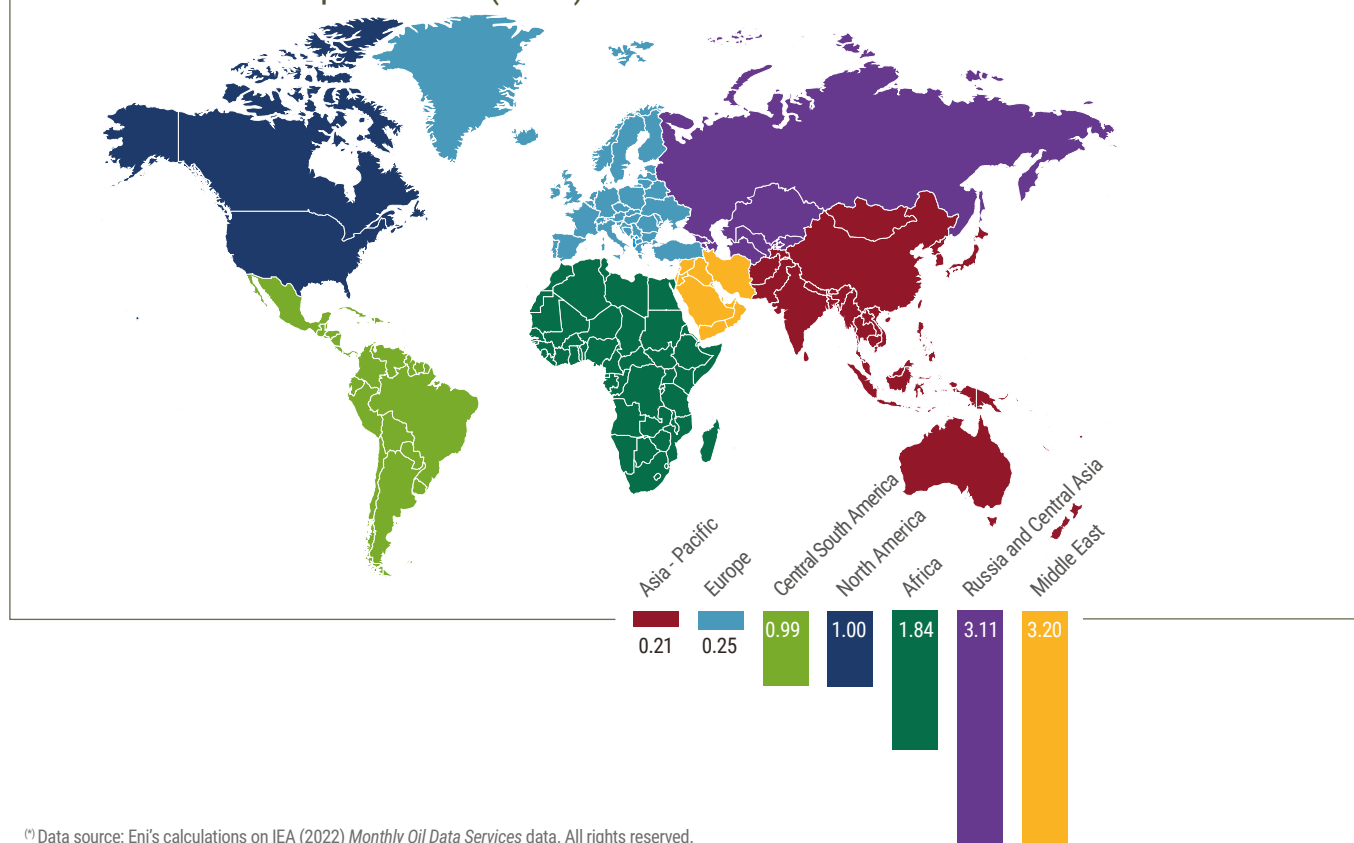 Asia - Pacific
Europe
Central South America
North America
Africa
Russia and Central Asia
Middle East
0.21
0.25
0.99
1.00
1.84
3.11
3.20
(*) Data source: Eni's calculations on IEA (2022) Monthly Oil Data Services data. All rights reserved.